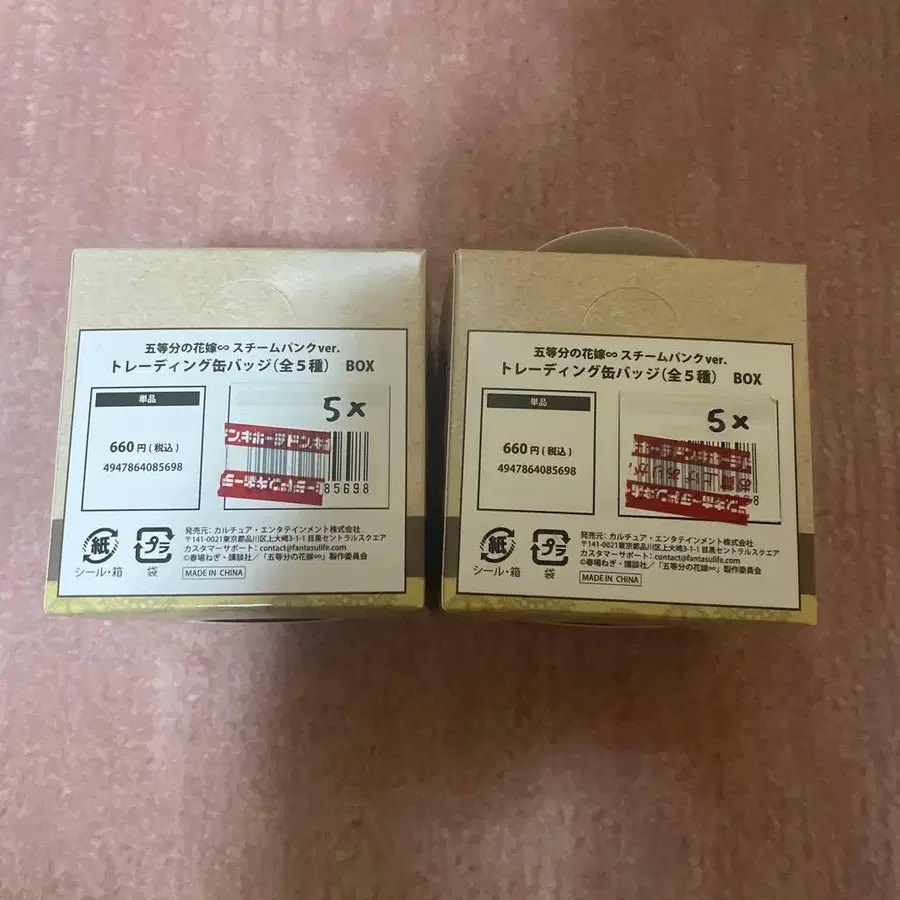 五等分の花嫁∞ スチームパンクver.
トレーディング缶バッジ(全5種) BOX
単品
660円(税込)
4947864085698
5×
85698
紙
シール・箱
プラ
袋
発売元: カルチュア・エンタテインメント株式会社
〒141-0021東京都品川区上大崎3-1-1 目黒セントラルスクエア
カスタマーサポート: contact@fantasulife.com
©春場ねぎ・講談社／「五等分の花嫁∞」製作委員会
MADE IN CHINA
五等分の花嫁∞ スチームパンクver.
トレーディング缶バッジ(全5種) BOX
単品
660円(税込)
4947864085698
5×
紙
シール・箱
プラ
袋
発売元: カルチュア・エンタテインメント株式会社
〒141-0021東京都品川区上大崎3-1-1 目黒セントラルスクエア
カスタマーサポート: contact@fantasulife.com
©春場ねぎ・講談社／「五等分の花嫁∞」製作委員会
MADE IN CHINA